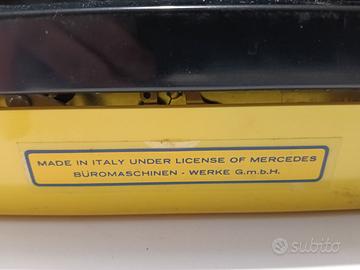 MADE IN ITALY UNDER LICENSE OF MERCEDES
BÜROMASCHINEN - WERKE G.m.b.H.
subito